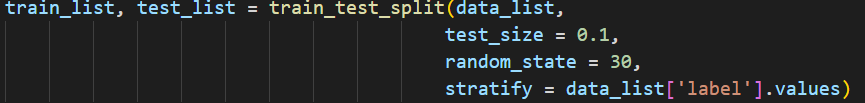 train_list, test_list = train_test_split(data_list,
test_size = 0.1,
random_state = 30,
stratify = data_list['label'].values)